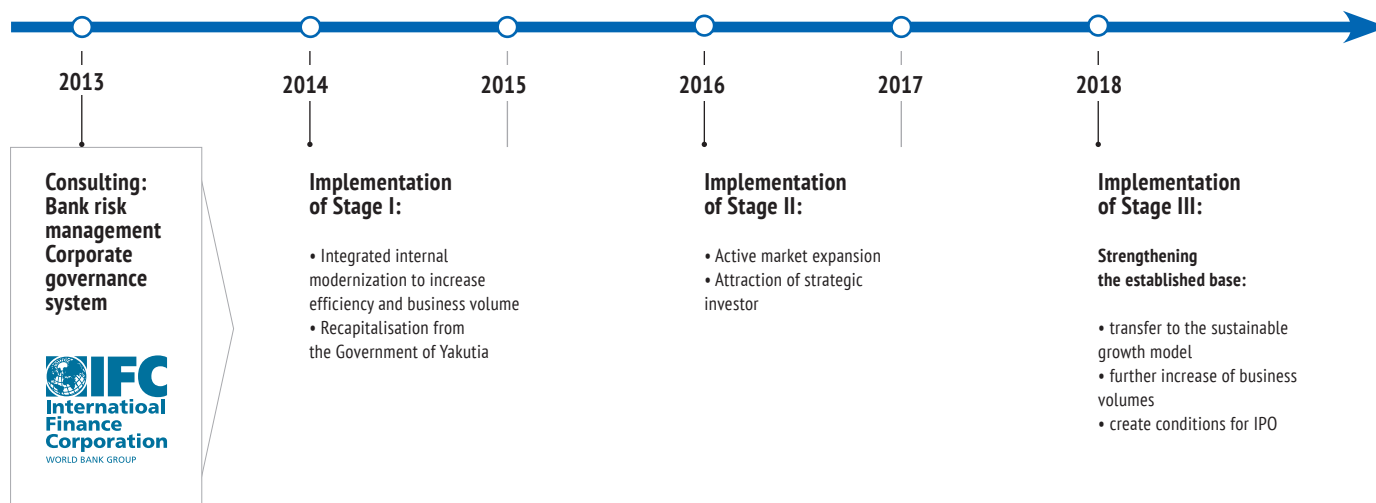 2013
2014
2015
2016
2017
2018
Consulting:
Bank risk
management
Corporate
governance
system
IFC
Internatioal
Finance
Corporation
WORLD BANK GROUP
Implementation
of Stage I:
• Integrated internal
modernization to increase
efficiency and business volume
• Recapitalisation from
the Government of Yakutia
Implementation
of Stage II:
• Active market expansion
• Attraction of strategic
investor
Implementation
of Stage III:
Strengthening
the established base:
• transfer to the sustainable
growth model
• further increase of business
volumes
• create conditions for IPO